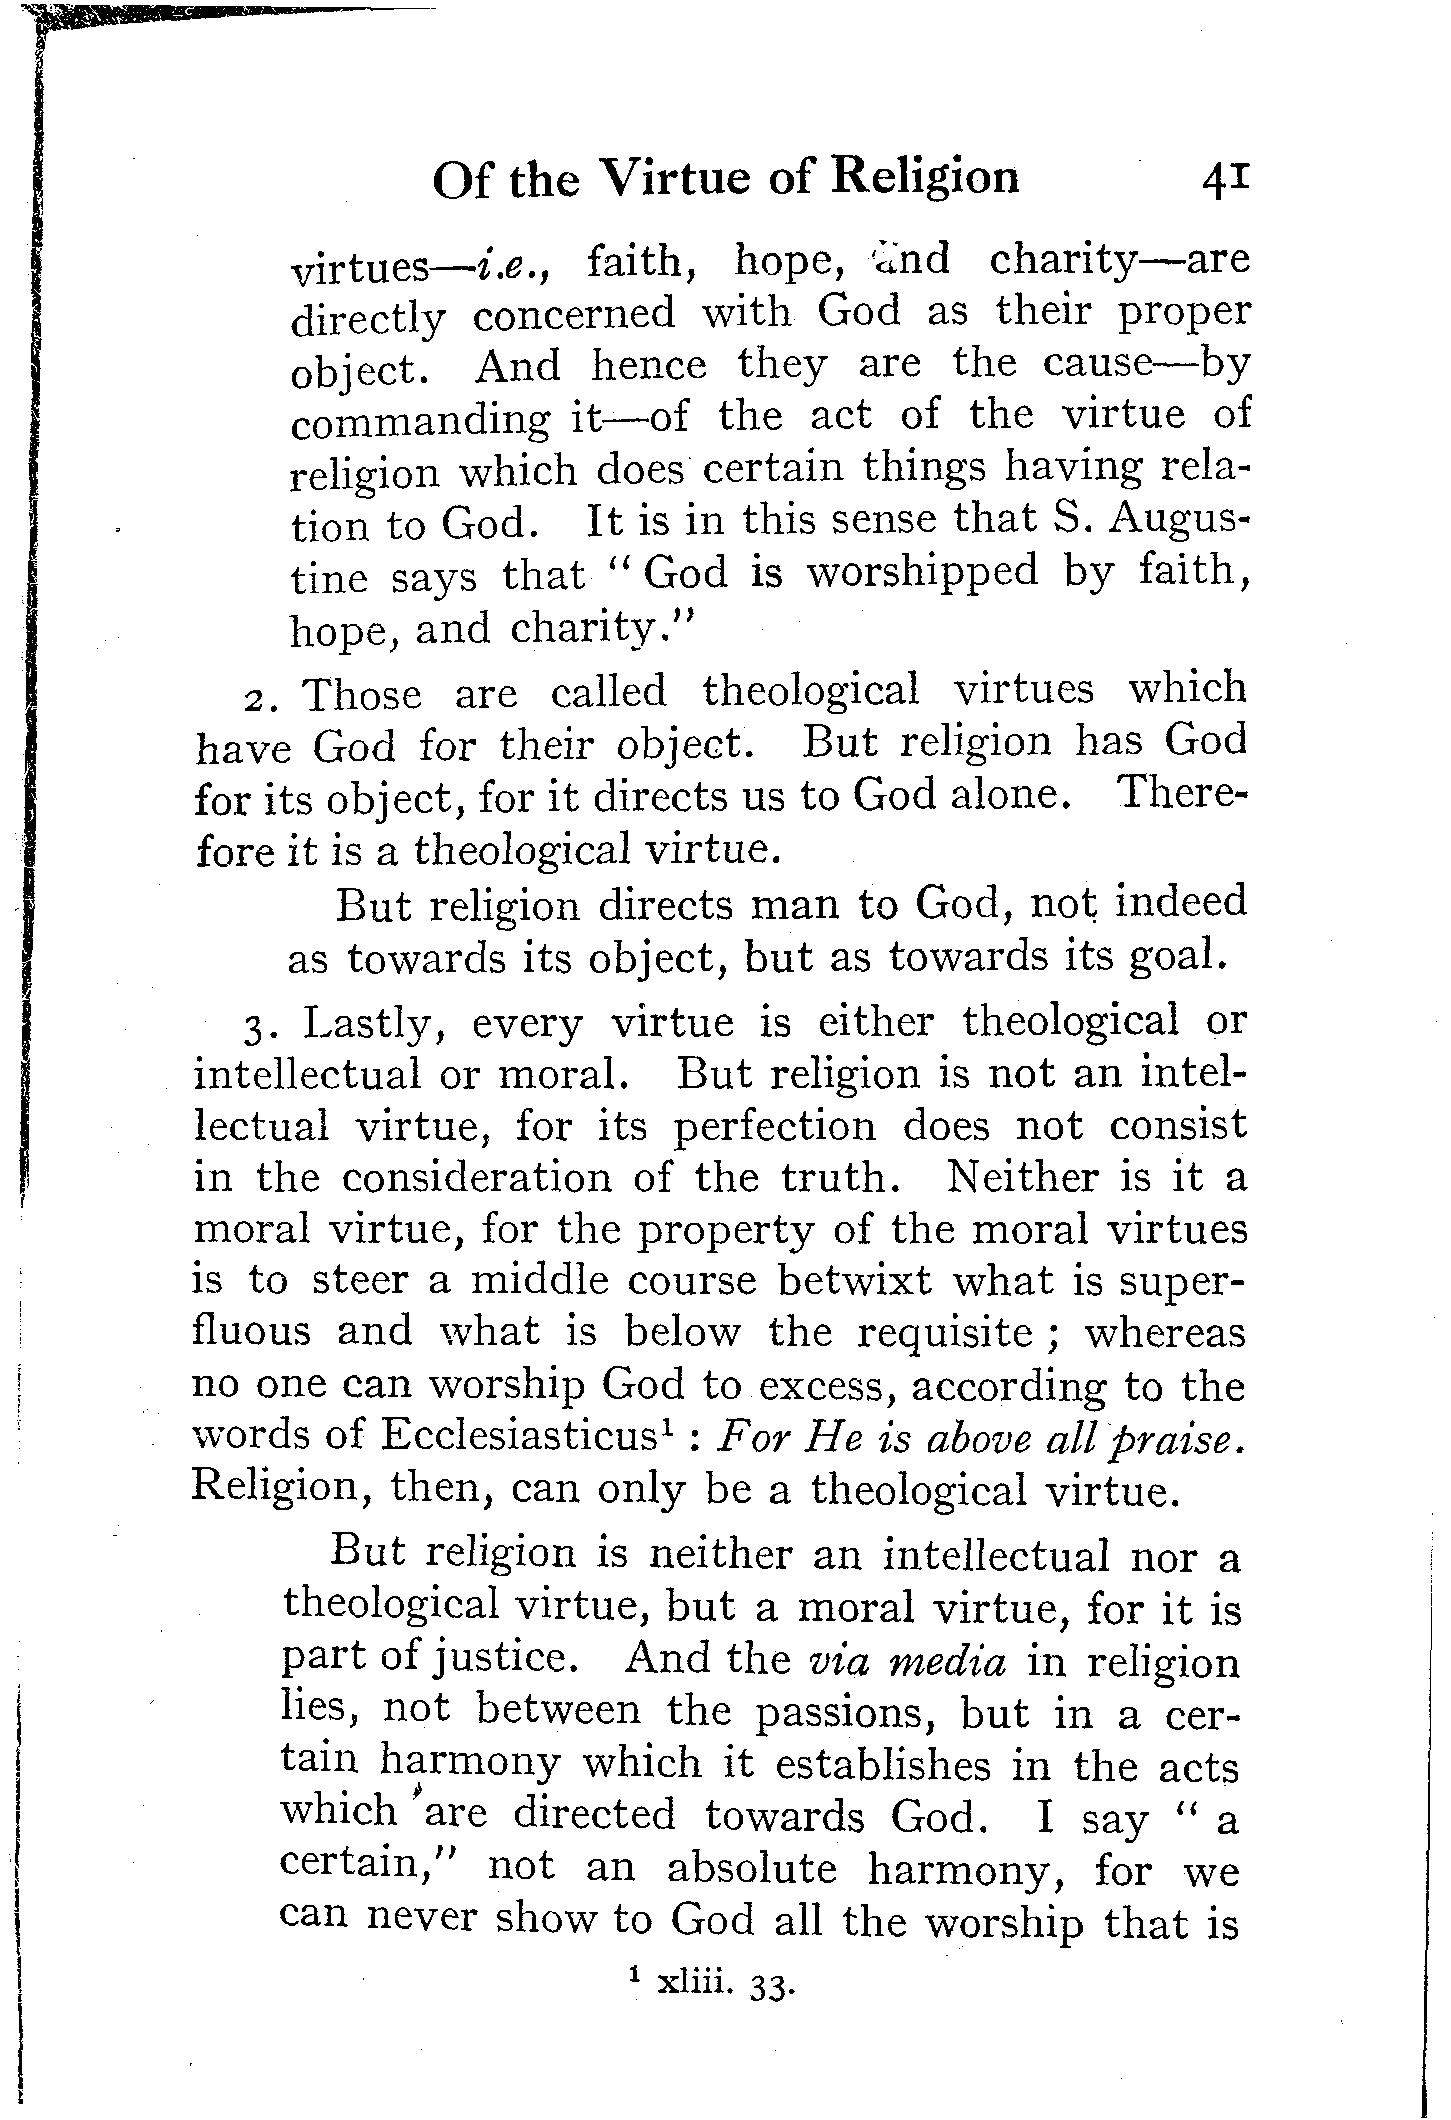 Of the Virtue of Religion 41
virtues—i.e., faith, hope, and charity—are
directly concerned with God as their proper
object. And hence they are the cause—by
commanding it—of the act of the virtue of
religion which does certain things having rela-
tion to God. It is in this sense that S. Augus-
tine says that “ God is worshipped by faith,
hope, and charity.”
2. Those are called theological virtues which
have God for their object. But religion has God
for its object, for it directs us to God alone. There-
fore it is a theological virtue.
But religion directs man to God, not indeed
as towards its object, but as towards its goal.
3. Lastly, every virtue is either theological or
intellectual or moral. But religion is not an intel-
lectual virtue, for its perfection does not consist
in the consideration of the truth. Neither is it a
moral virtue, for the property of the moral virtues
is to steer a middle course betwixt what is super-
fluous and what is below the requisite ; whereas
no one can worship God to excess, according to the
words of Ecclesiasticus¹ : For He is above all praise.
Religion, then, can only be a theological virtue.
But religion is neither an intellectual nor a
theological virtue, but a moral virtue, for it is
part of justice. And the via media in religion
lies, not between the passions, but in a cer-
tain harmony which it establishes in the acts
which are directed towards God. I say “ a
certain,” not an absolute harmony, for we
can never show to God all the worship that is
¹ xliii. 33.